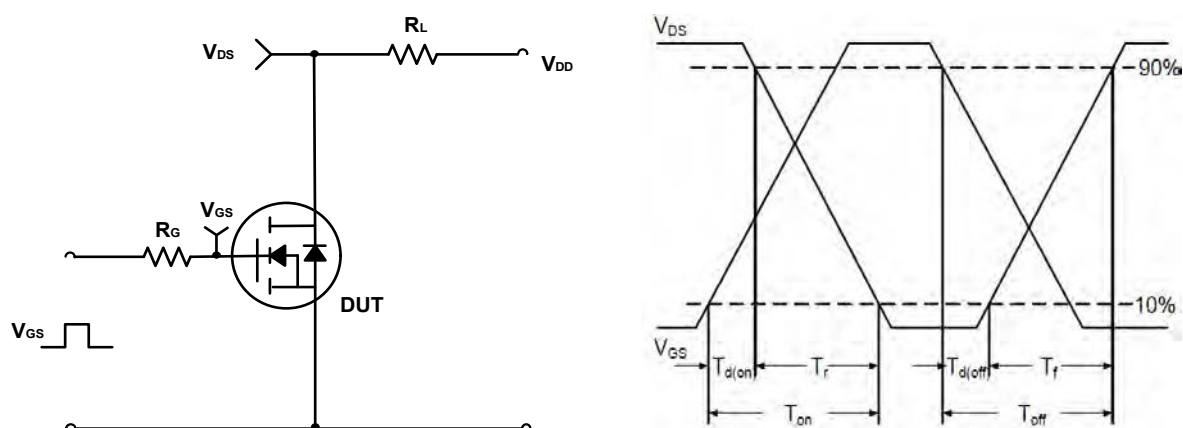 RL
VDS
VDD
VGS
RG
DUT
VGS
VDS
90%
10%
VGS
Td(on)
Tr
Td(off)
Tf
Ton
Toff